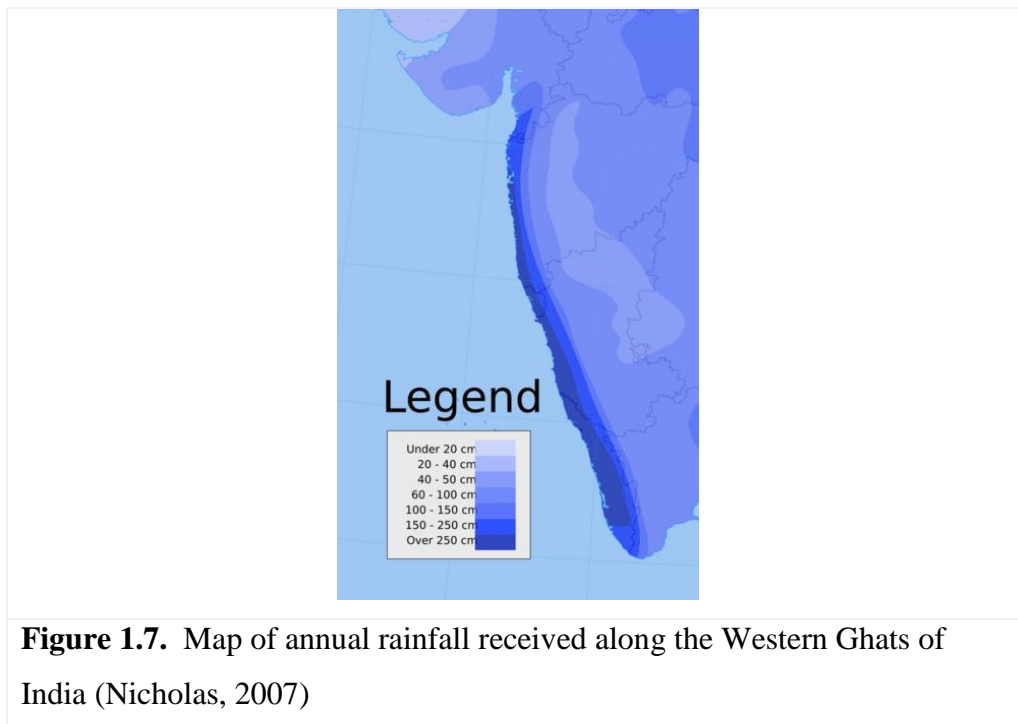 Legend
Under 20 cm
20 - 40 cm
40 - 50 cm
60 - 100 cm
100 - 150 cm
150 - 250 cm
Over 250 cm
Figure 1.7. Map of annual rainfall received along the Western Ghats of
India (Nicholas, 2007)